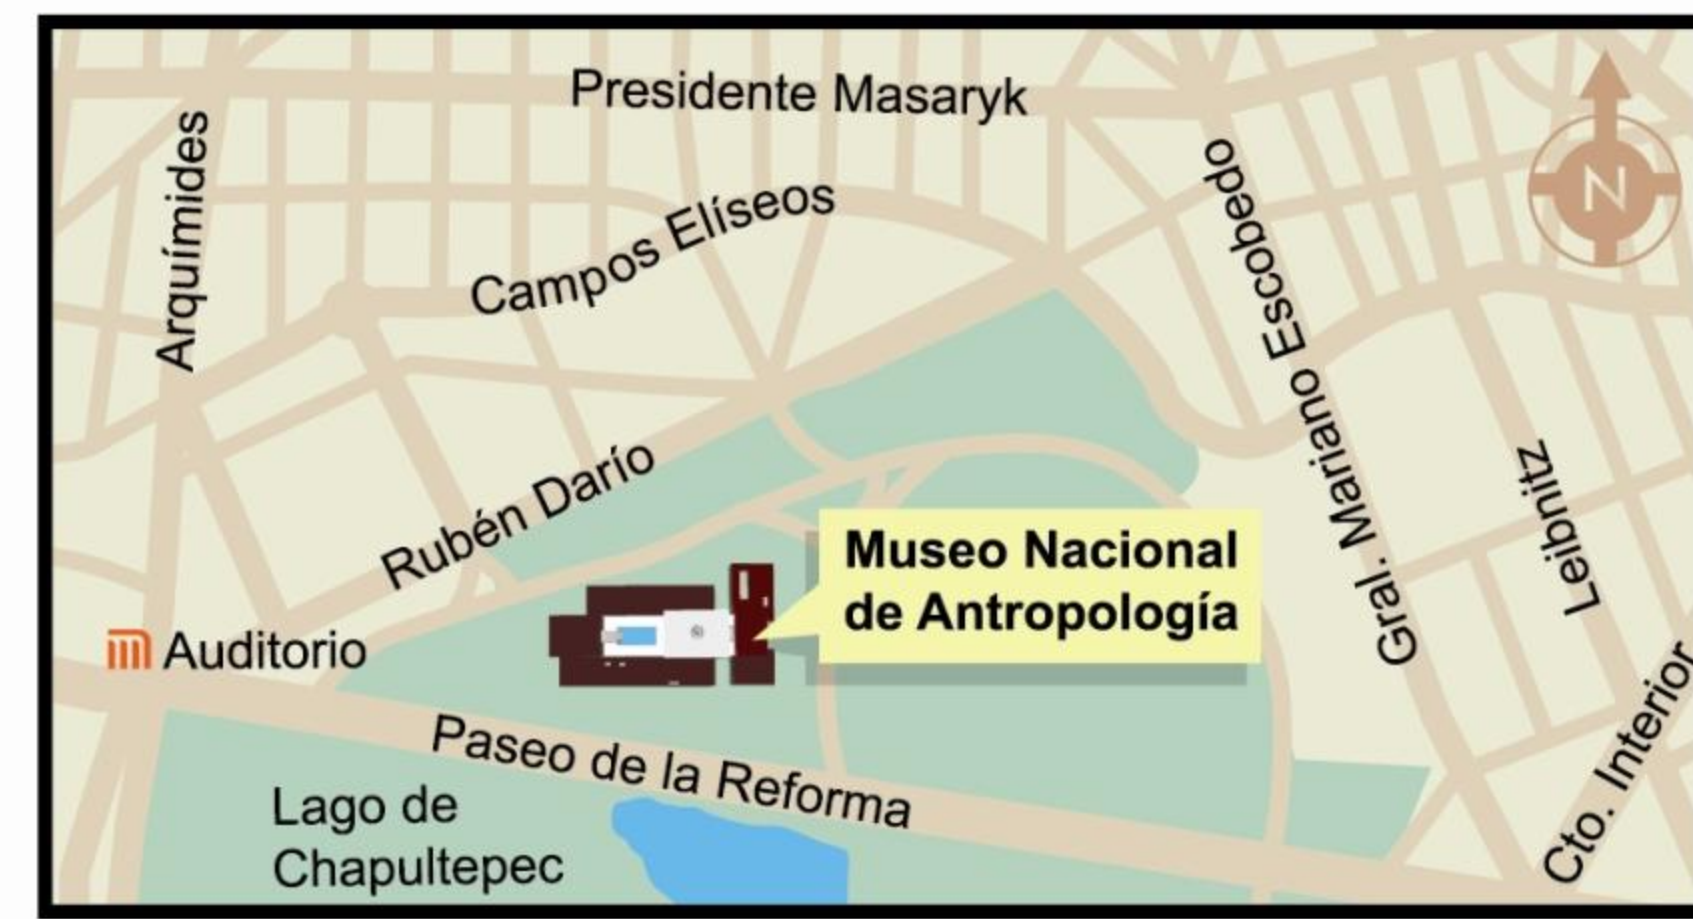 Presidente Masaryk
Arquímides
Campos Elíseos
Gral. Mariano Escobedo
N
Rubén Darío
Leibnitz
Museo Nacional
de Antropología
Auditorio
Paseo de la Reforma
Cto. Interior
Lago de
Chapultepec